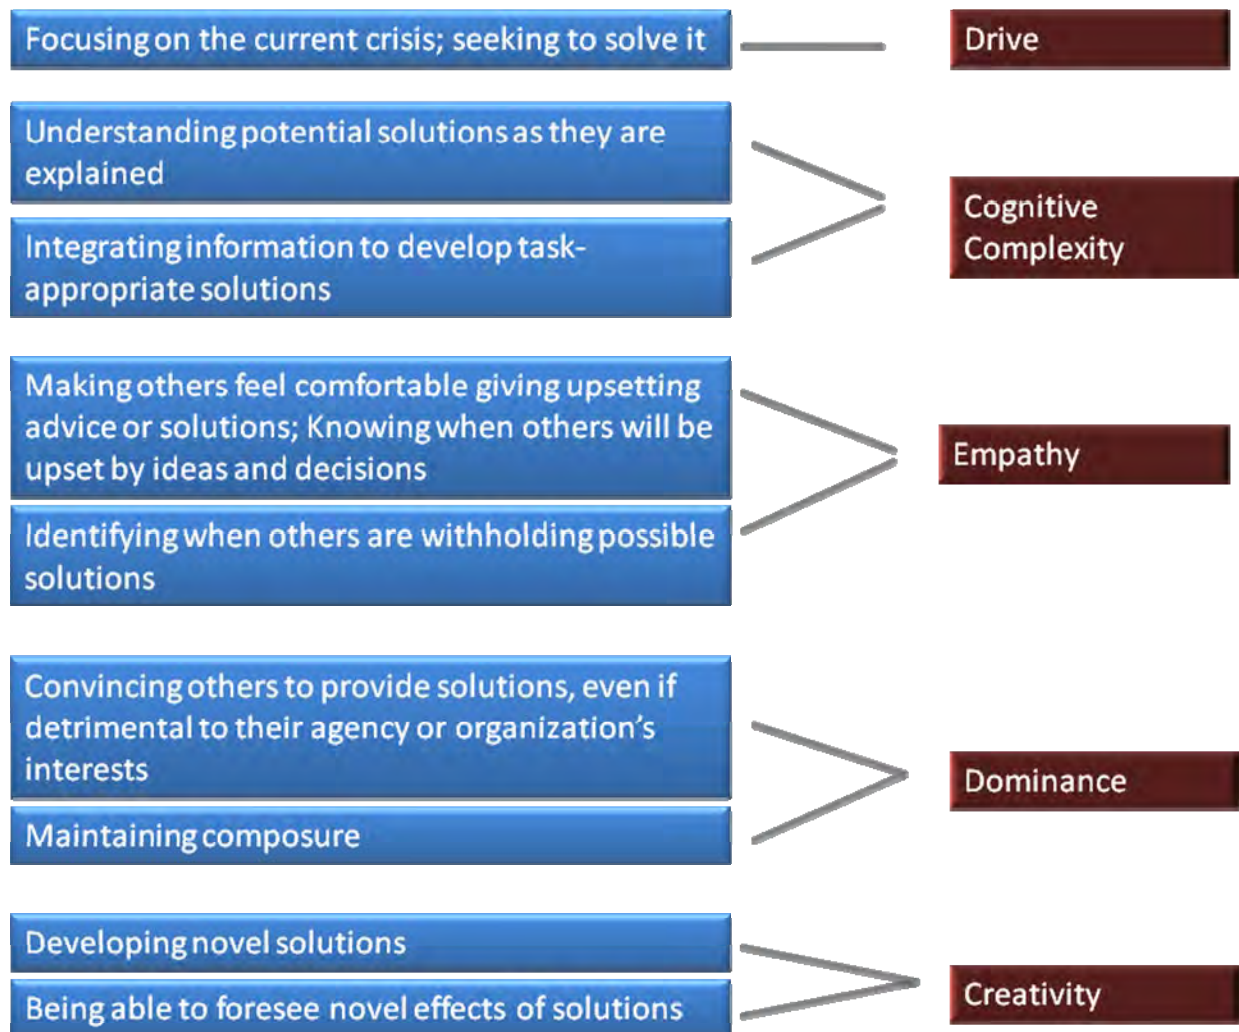 Focusing on the current crisis; seeking to solve it
Drive
Understanding potential solutions as they are
explained
Integrating information to develop task-
appropriate solutions
Cognitive
Complexity
Making others feel comfortable giving upsetting
advice or solutions; Knowing when others will be
upset by ideas and decisions
Identifying when others are withholding possible
solutions
Empathy
Convincing others to provide solutions, even if
detrimental to their agency or organization’s
interests
Maintaining composure
Dominance
Developing novel solutions
Being able to foresee novel effects of solutions
Creativity